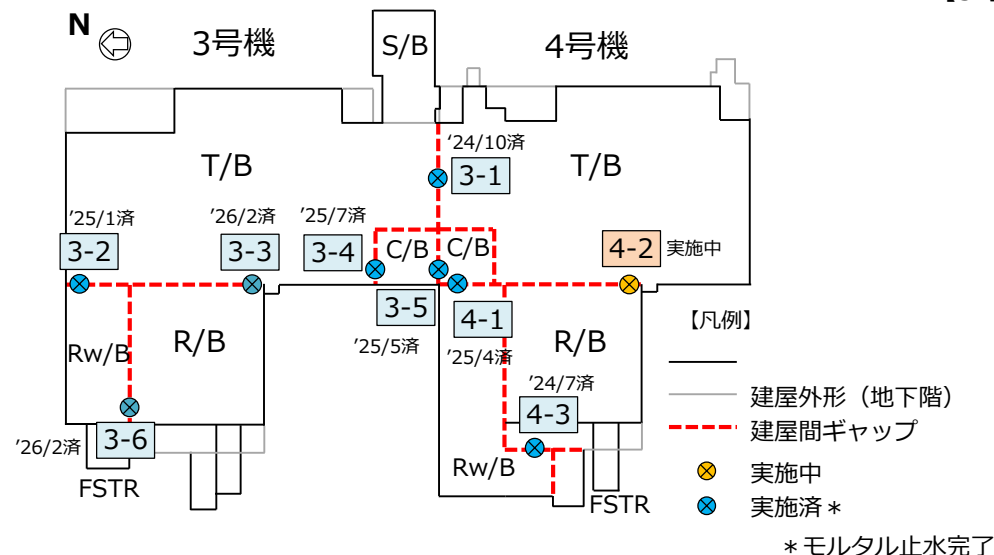 N
3号機
S/B
4号機
T/B
'24/10済
3-1
T/B
'25/1済
3-2
'26/2済
3-3
'25/7済
3-4
C/B
C/B
4-2 実施中
3-5
'25/5済
4-1
'25/4済
Rw/B
R/B
R/B
'24/7済
4-3
'26/2済
3-6
FSTR
Rw/B
FSTR
【凡例】
建屋外形（地下階）
建屋間ギャップ
実施中
実施済＊
＊モルタル止水完了